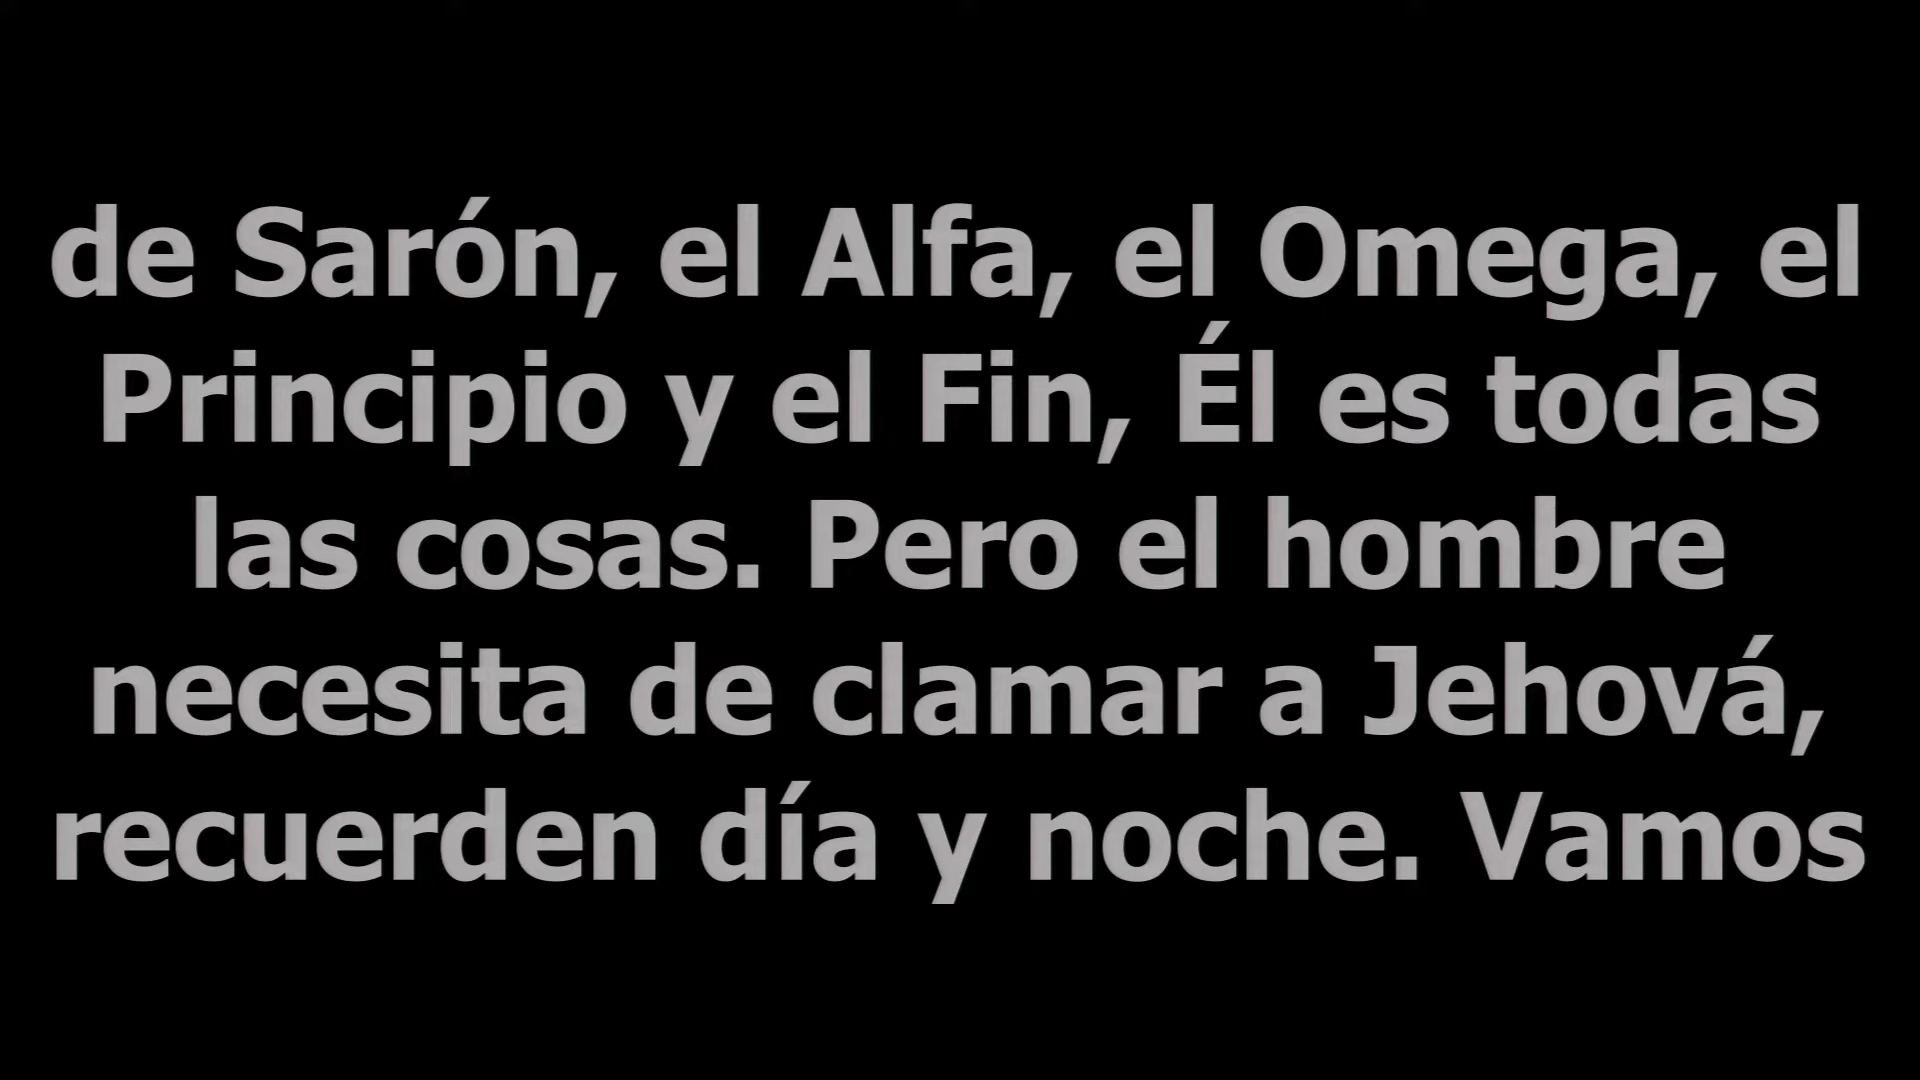 de Sarón, el Alfa, el Omega, el
Principio y el Fin, Él es todas
las cosas. Pero el hombre
necesita de clamar a Jehová,
recuerden día y noche. Vamos